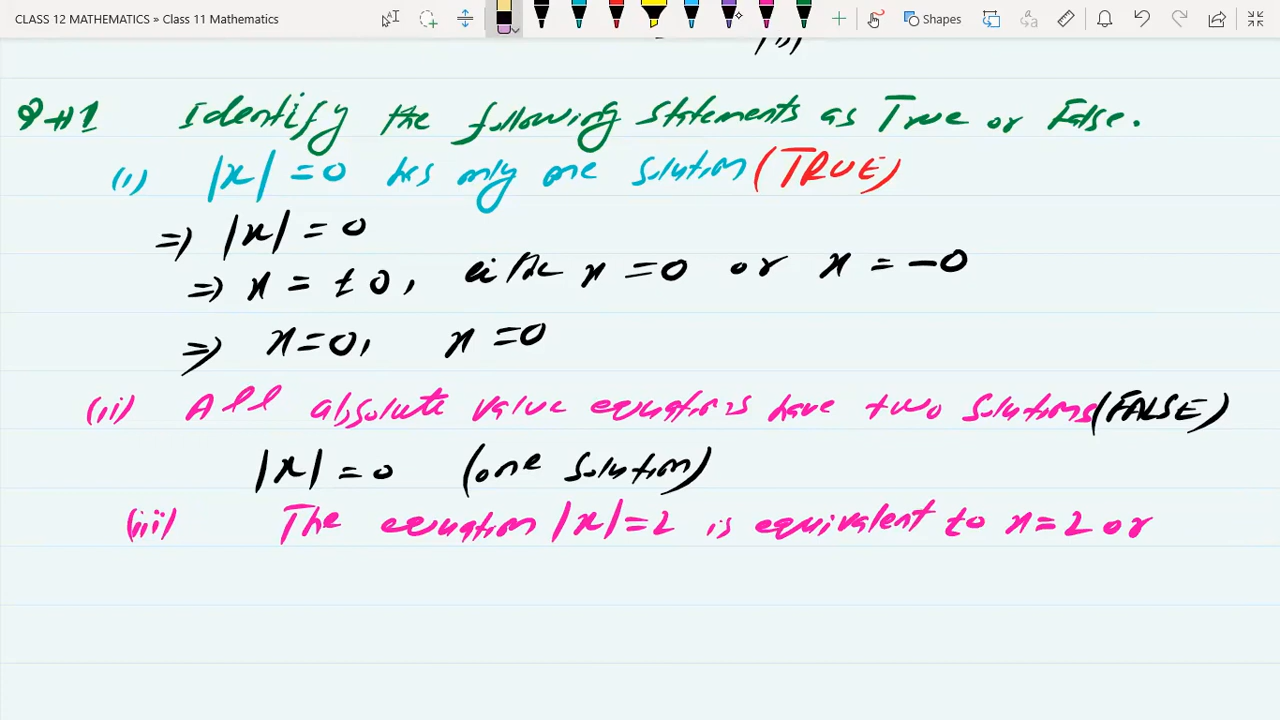 CLASS 12 MATHEMATICS » Class 11 Mathematics
Shapes
Q#1 Identify the following statements as True or False.
(i) |x| = 0 has only one solution (TRUE)
=> |x| = 0
=> x = ±0, either x = 0 or x = -0
=> x = 0, x = 0
(ii) All absolute value equations have two solutions (FALSE)
|x| = 0 (one solution)
(iii) The equation |x| = 2 is equivalent to x = 2 or